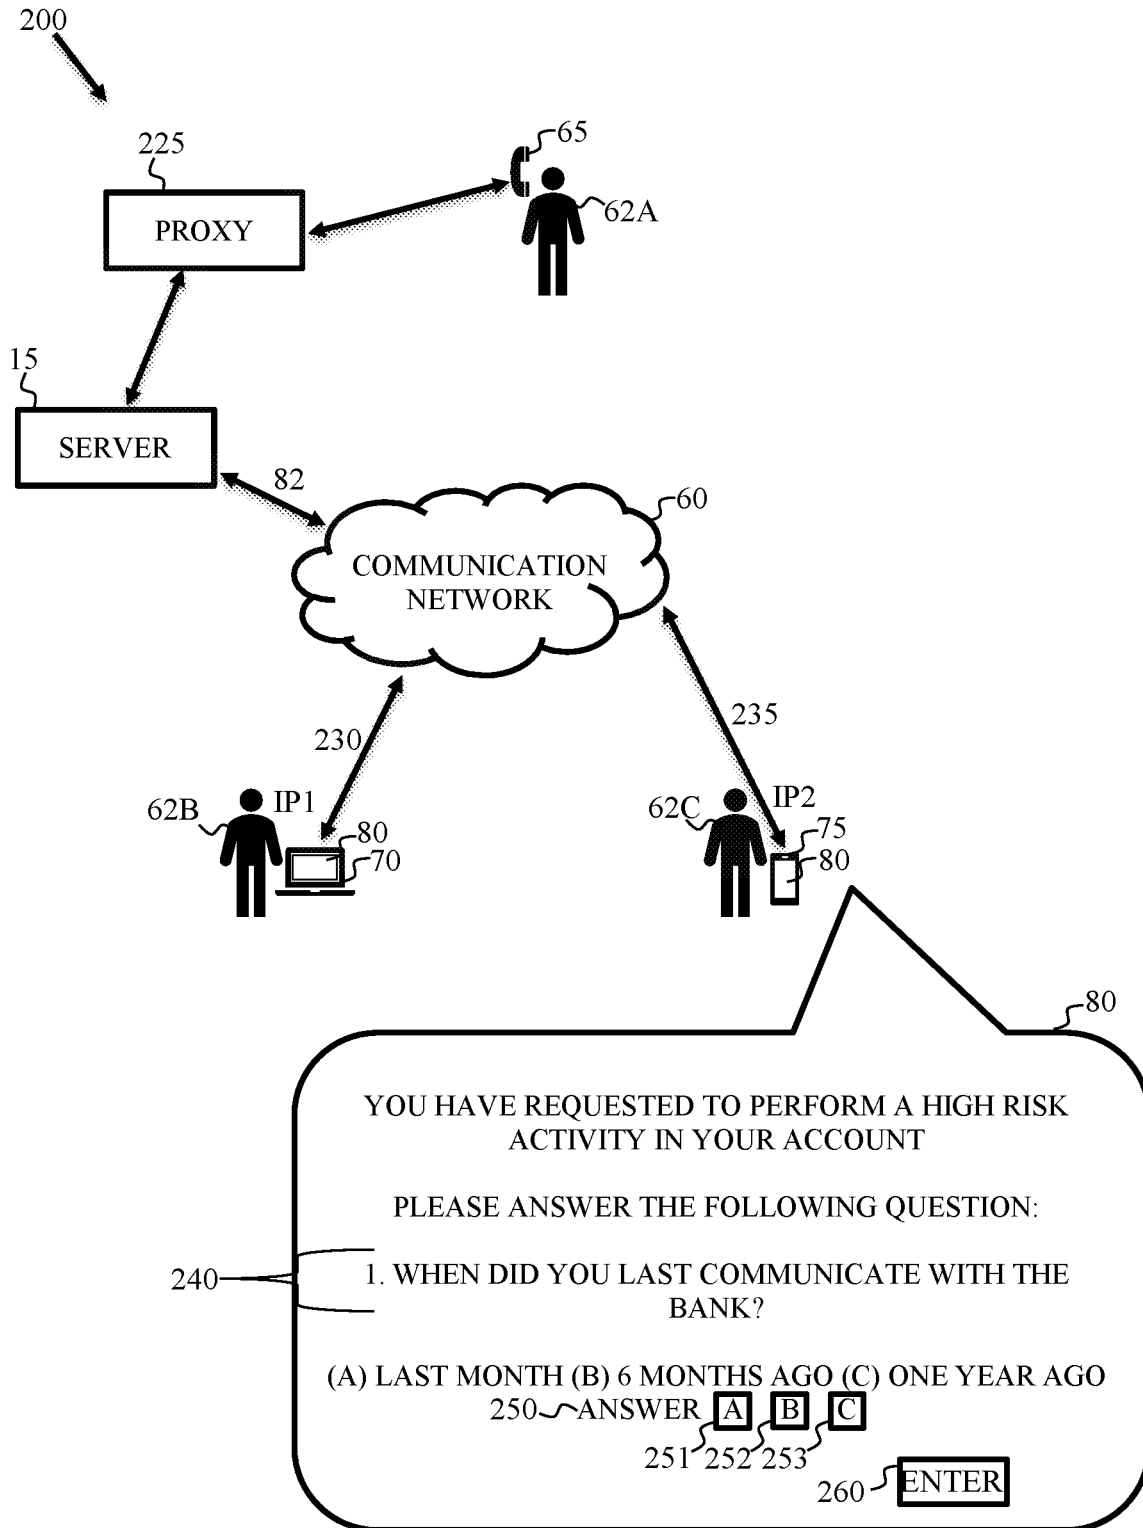 200
225
65
PROXY
62A
15
SERVER
82
60
COMMUNICATION
NETWORK
230
235
62B
IP1
80
70
62C
IP2
75
80
80
YOU HAVE REQUESTED TO PERFORM A HIGH RISK
ACTIVITY IN YOUR ACCOUNT
PLEASE ANSWER THE FOLLOWING QUESTION:
240
1. WHEN DID YOU LAST COMMUNICATE WITH THE
BANK?
(A) LAST MONTH (B) 6 MONTHS AGO (C) ONE YEAR AGO
250 ANSWER A B C
251 252 253
260 ENTER